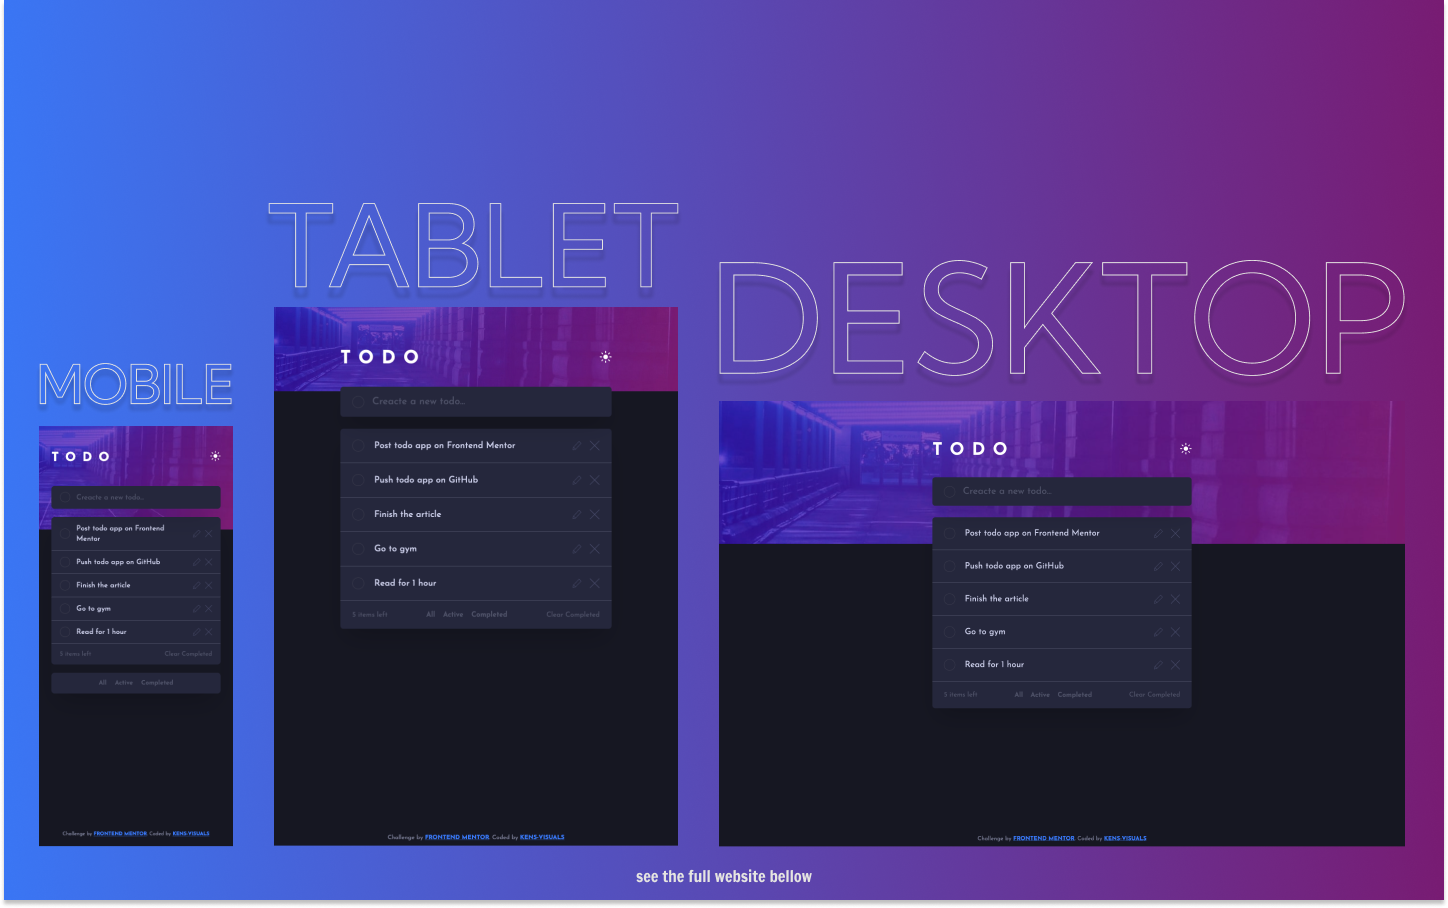 MOBILE
TODO
Creacte a new todo...
Post todo app on Frontend
Mentor
Push todo app on GitHub
Finish the article
Go to gym
Read for 1 hour
5 items left Clear Completed
All Active Completed
Challenge by FRONTEND MENTOR. Coded by KENS-VISUALS
TABLET
TODO
Creacte a new todo...
Post todo app on Frontend Mentor
Push todo app on GitHub
Finish the article
Go to gym
Read for 1 hour
5 items left All Active Completed Clear Completed
Challenge by FRONTEND MENTOR. Coded by KENS-VISUALS
DESKTOP
TODO
Creacte a new todo...
Post todo app on Frontend Mentor
Push todo app on GitHub
Finish the article
Go to gym
Read for 1 hour
5 items left All Active Completed Clear Completed
Challenge by FRONTEND MENTOR. Coded by KENS-VISUALS
see the full website bellow